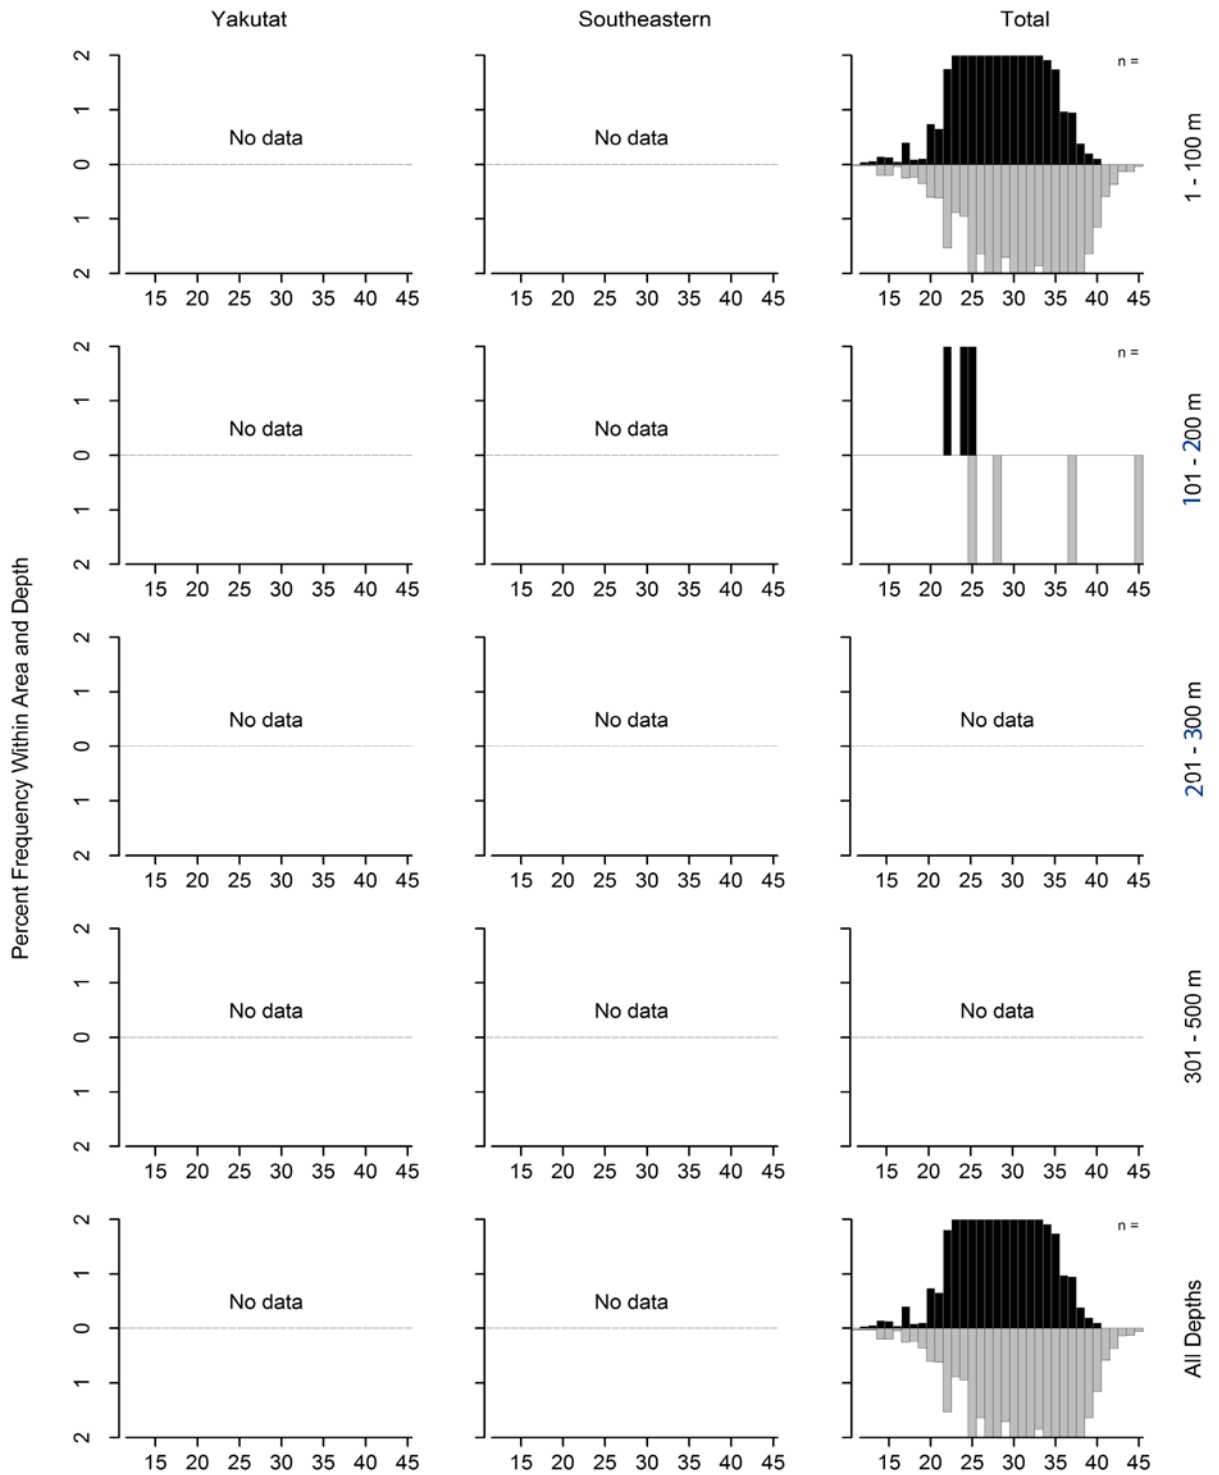 Yakutat Southeastern Total
Percent Frequency Within Area and Depth
2 1 0 1 2
No data
No data
n =
1 - 100 m
15 20 25 30 35 40 45
15 20 25 30 35 40 45
15 20 25 30 35 40 45
2 1 0 1 2
No data
No data
n =
101 - 200 m
15 20 25 30 35 40 45
15 20 25 30 35 40 45
15 20 25 30 35 40 45
2 1 0 1 2
No data
No data
No data
201 - 300 m
15 20 25 30 35 40 45
15 20 25 30 35 40 45
15 20 25 30 35 40 45
2 1 0 1 2
No data
No data
No data
301 - 500 m
15 20 25 30 35 40 45
15 20 25 30 35 40 45
15 20 25 30 35 40 45
2 1 0 1 2
No data
No data
n =
All Depths
15 20 25 30 35 40 45
15 20 25 30 35 40 45
15 20 25 30 35 40 45